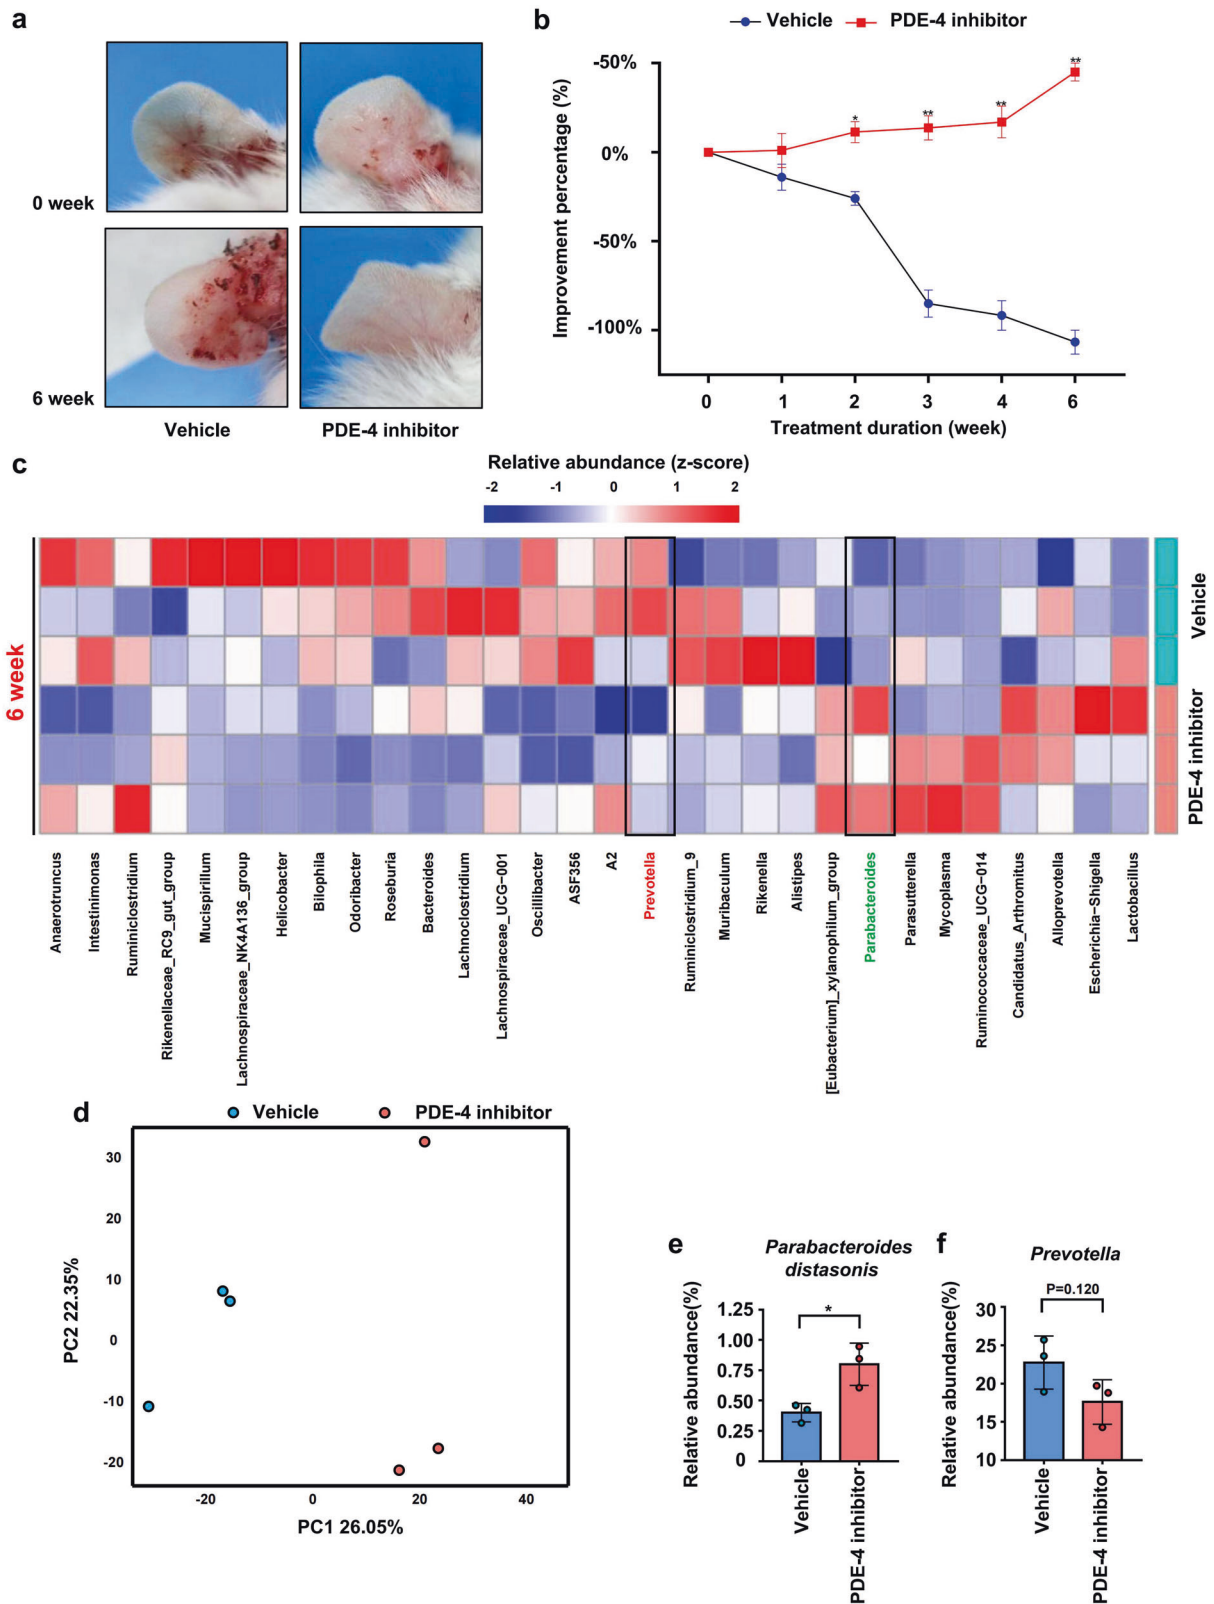 a
0 week
6 week
Vehicle
PDE-4 inhibitor
b
Vehicle
PDE-4 inhibitor
Improvement percentage (%)
-50%
0%
-50%
-100%
*
**
**
**
0 1 2 3 4 6
Treatment duration (week)
c
Relative abundance (z-score)
-2 -1 0 1 2
6 week
Vehicle
PDE-4 inhibitor
Anaerotruncus
Intestinimonas
Ruminiclostridium
Rikenellaceae_RC9_gut_group
Mucispirillum
Lachnospiraceae_NK4A136_group
Helicobacter
Bilophila
Odoribacter
Roseburia
Bacteroides
Lachnoclostridium
Lachnospiraceae_UCG-001
Oscillibacter
ASF356
A2
Prevotella
Ruminiclostridium_9
Muribaculum
Rikenella
Alistipes
[Eubacterium]_xylanophilum_group
Parabacteroides
Parasutterella
Mycoplasma
Ruminococcaceae_UCG-014
Candidatus_Arthromitus
Alloprevotella
Escherichia-Shigella
Lactobacillus
d
Vehicle
PDE-4 inhibitor
PC2 22.35%
30
20
10
0
-10
-20
-20 0 20 40
PC1 26.05%
e
Parabacteroides
distasonis
Relative abundance(%)
1.25
1.00
0.75
0.50
0.25
0
*
Vehicle
PDE-4 inhibitor
f
Prevotella
Relative abundance(%)
P=0.120
30
25
20
15
10
Vehicle
PDE-4 inhibitor